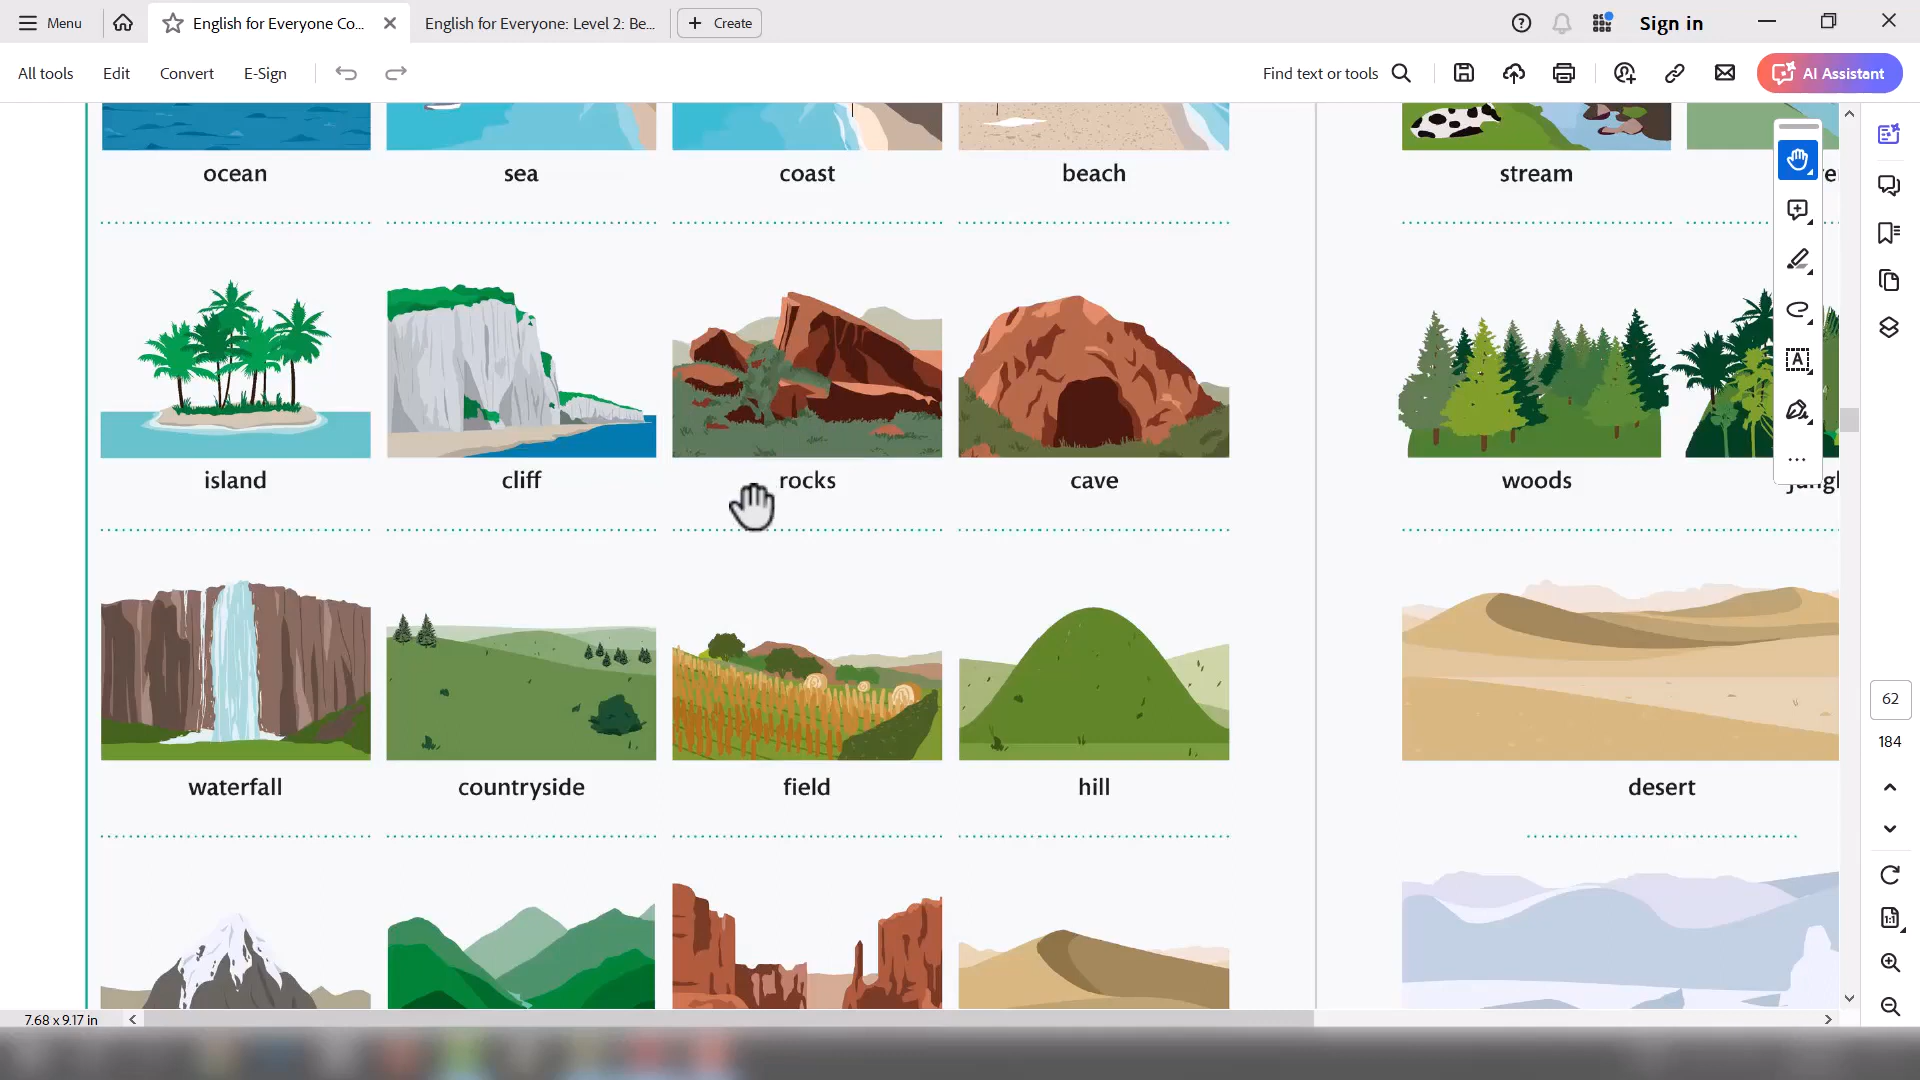 Menu
English for Everyone Co...
English for Everyone: Level 2: Be...
Create
Sign in
All tools
Edit
Convert
E-Sign
Find text or tools
AI Assistant
ocean
sea
coast
beach
stream
island
cliff
rocks
cave
woods
waterfall
countryside
field
hill
desert
62
184
7.68 x 9.17 in